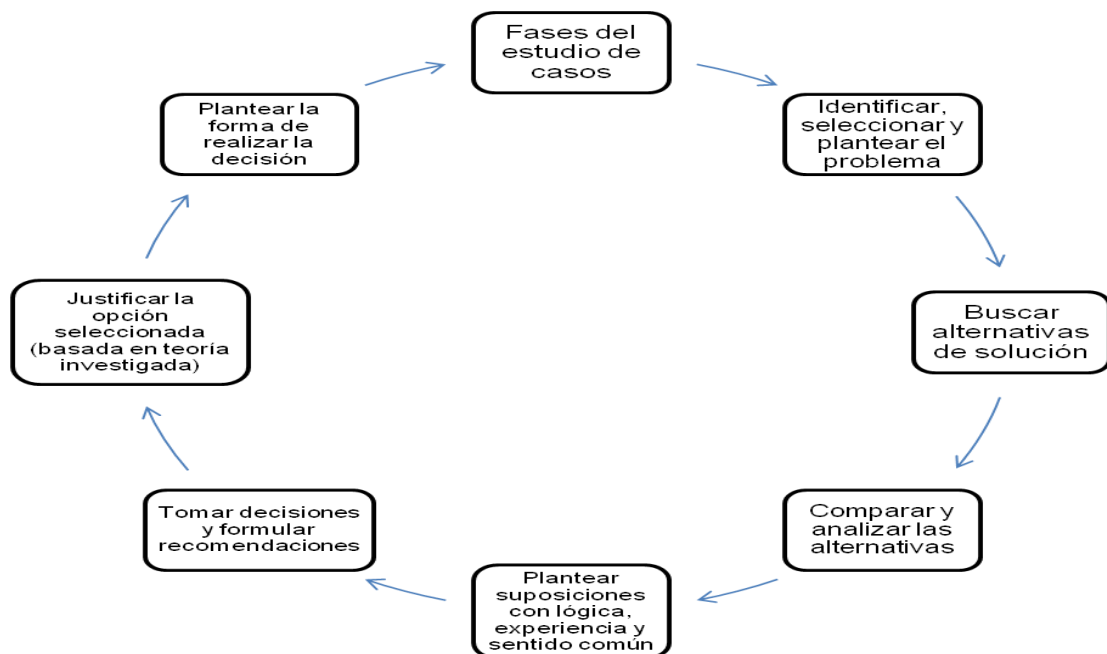 Fases del
estudio de
casos
Identificar,
seleccionar y
plantear el
problema
Buscar
alternativas
de solución
Comparar y
analizar las
alternativas
Plantear
suposiciones
con lógica,
experiencia y
sentido común
Tomar decisiones
y formular
recomendaciones
Justificar la
opción
seleccionada
(basada en teoría
investigada)
Plantear la
forma de
realizar la
decisión